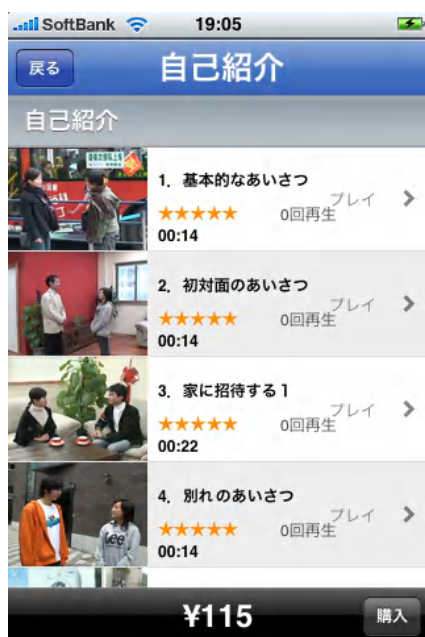 SoftBank 19:05
戻る 自己紹介
自己紹介
1. 基本的なあいさつ
プレイ
★★★★★ 0回再生
00:14
2. 初対面のあいさつ
プレイ
★★★★★ 0回再生
00:14
3. 家に招待する1
プレイ
★★★★★ 0回再生
00:22
4. 別れのあいさつ
プレイ
★★★★★ 0回再生
00:14
Lee
¥115 購入